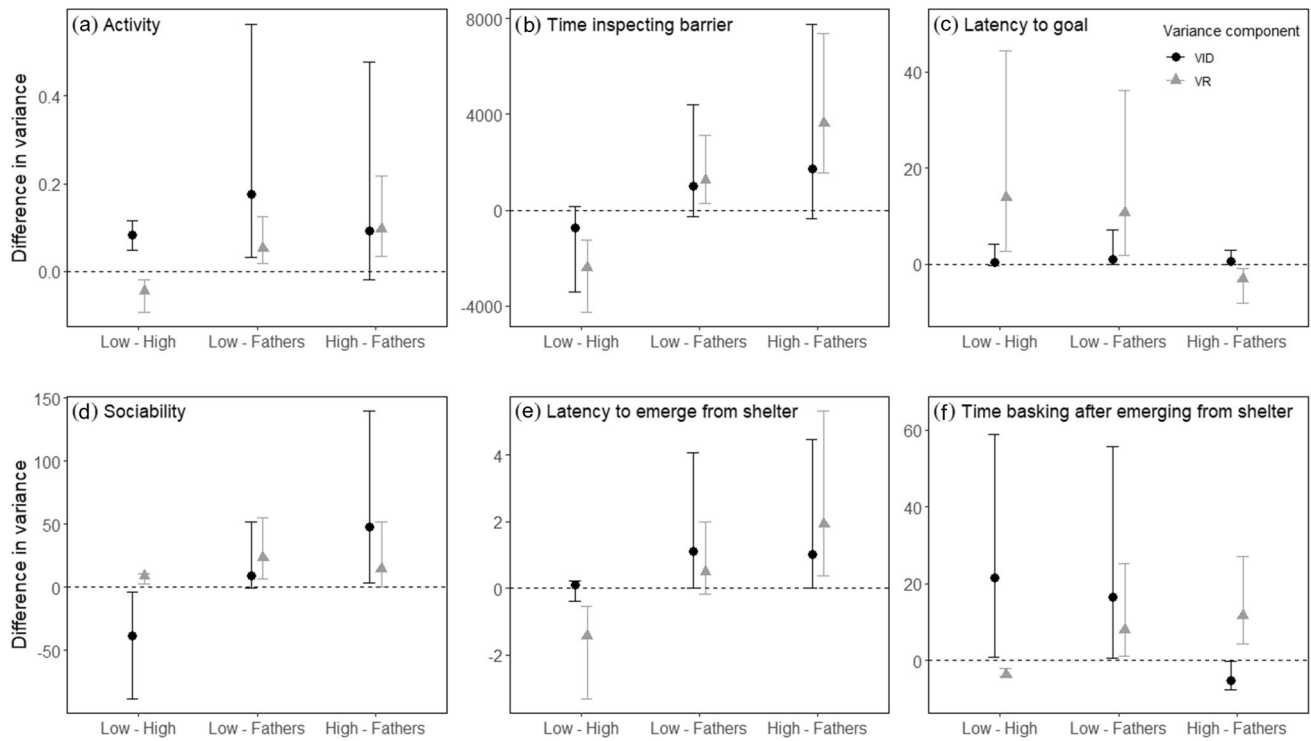 (a) Activity
Difference in variance
0.4
0.2
0.0
Low - High Low - Fathers High - Fathers
(b) Time inspecting barrier
8000
4000
0
-4000
Low - High Low - Fathers High - Fathers
(c) Latency to goal
Variance component
VID
VR
40
20
0
Low - High Low - Fathers High - Fathers
(d) Sociability
Difference in variance
150
100
50
0
-50
Low - High Low - Fathers High - Fathers
(e) Latency to emerge from shelter
4
2
0
-2
Low - High Low - Fathers High - Fathers
(f) Time basking after emerging from shelter
60
40
20
0
Low - High Low - Fathers High - Fathers